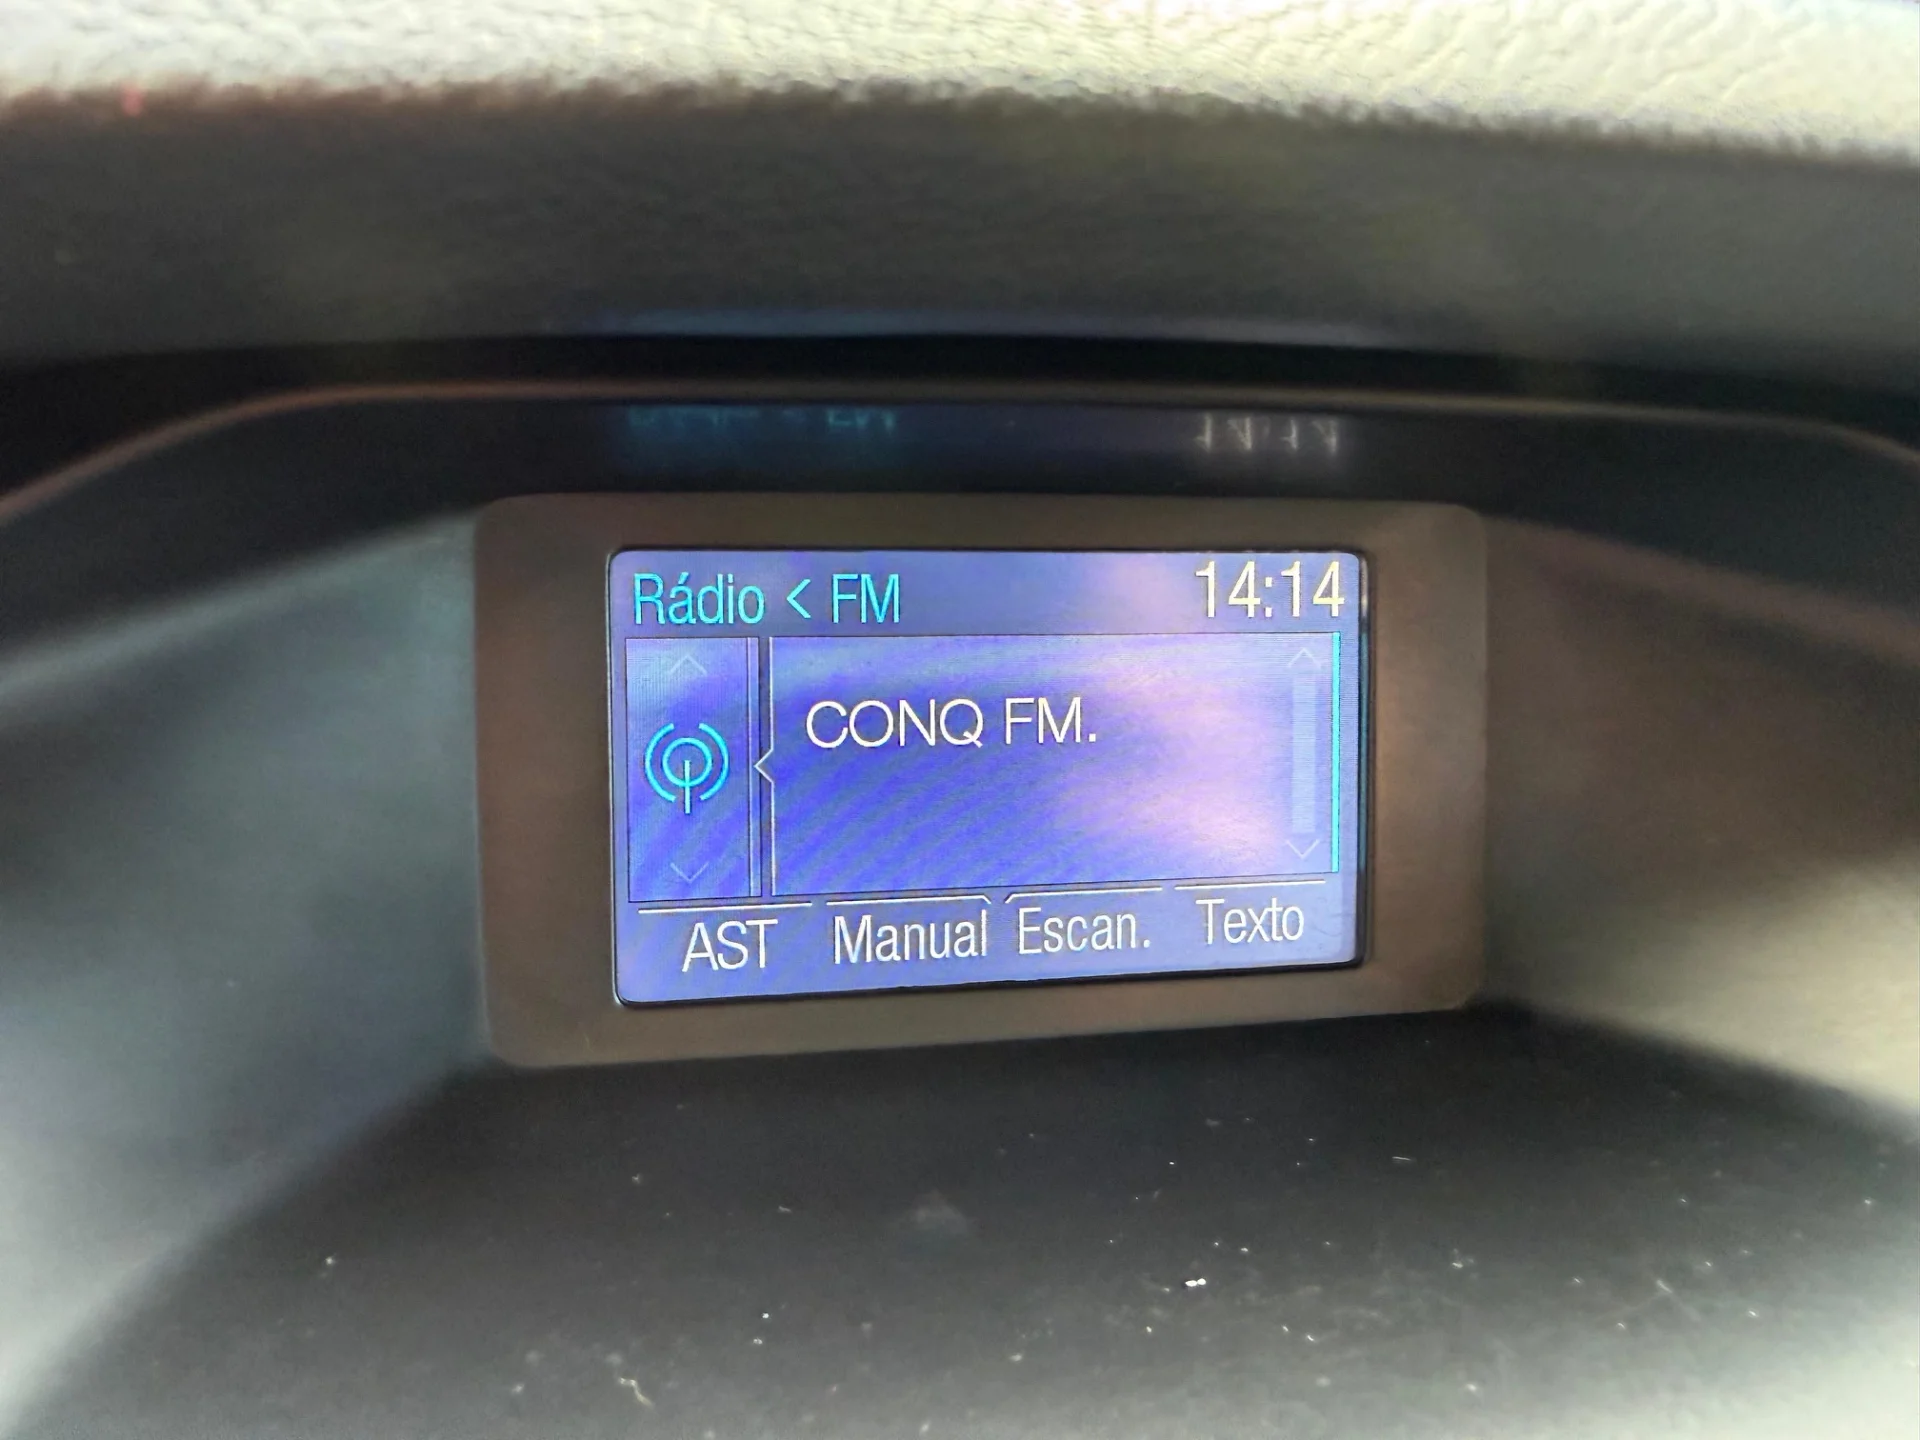 Rádio < FM 14:14
CONQ FM.
AST Manual Escan. Texto